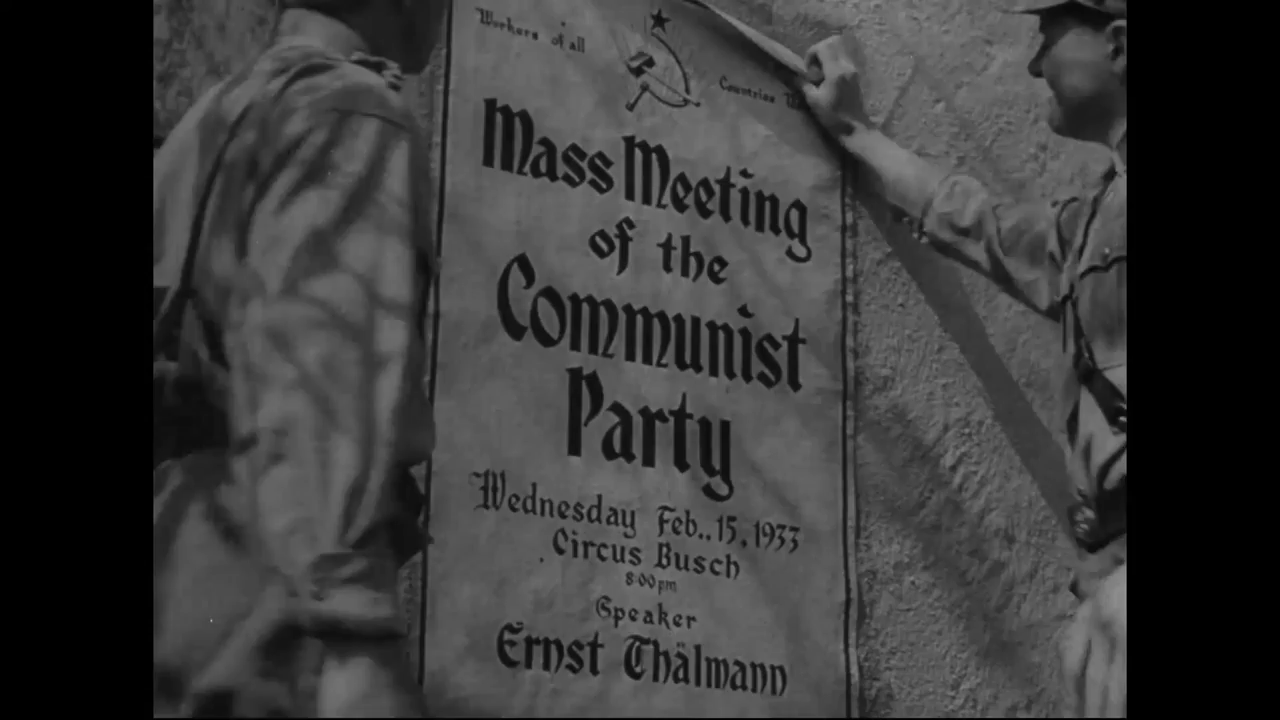 Workers of all
Countries
Mass Meeting
of the
Communist
Party
Wednesday Feb.. 15, 1933
Circus Busch
8:00 pm
Speaker
Ernst Thälmann